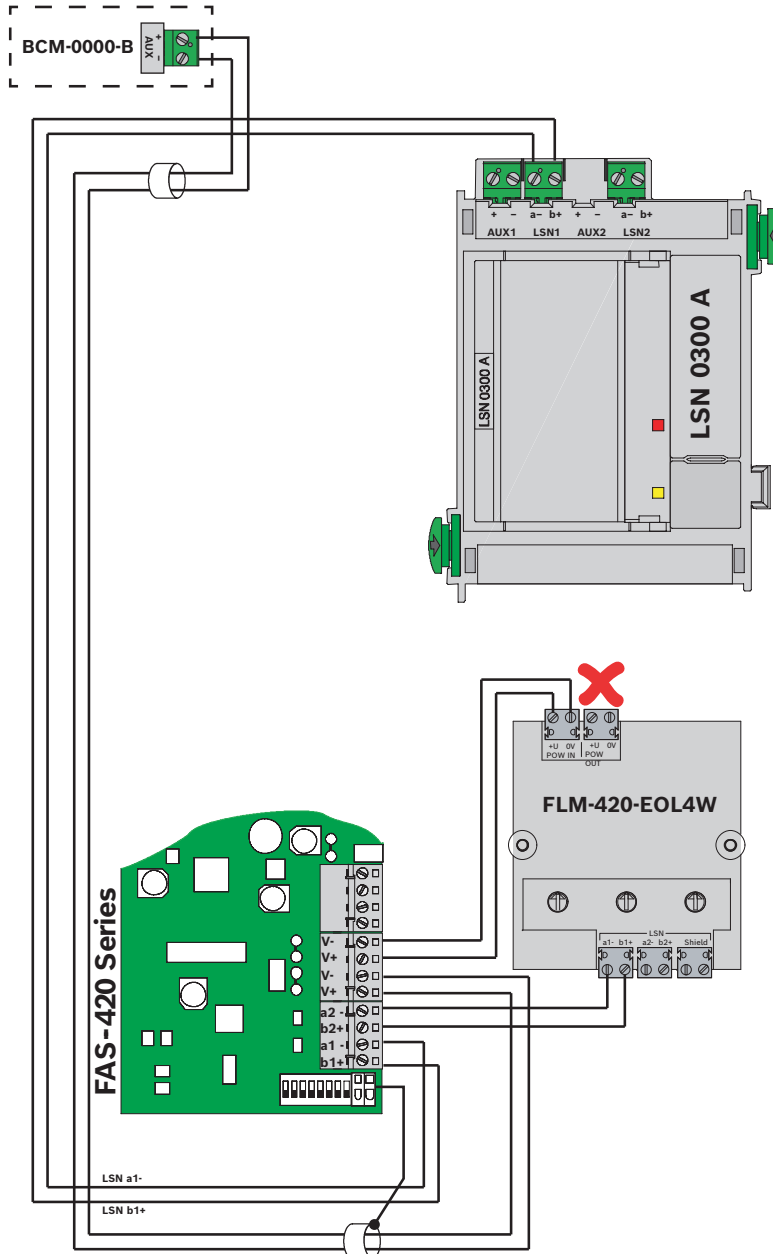 BCM-0000-B
AUX
+ −
+ − a− b+ + − a− b+
AUX1 LSN1 AUX2 LSN2
LSN 0300 A
LSN 0300 A
+U 0V +U 0V
POW IN POW
OUT
FLM-420-EOL4W
LSN
a1- b1+ a2- b2+ Shield
FAS-420 Series
V-
V+
V-
V+
a2 -
b2+
a1 -
b1+
LSN a1-
LSN b1+